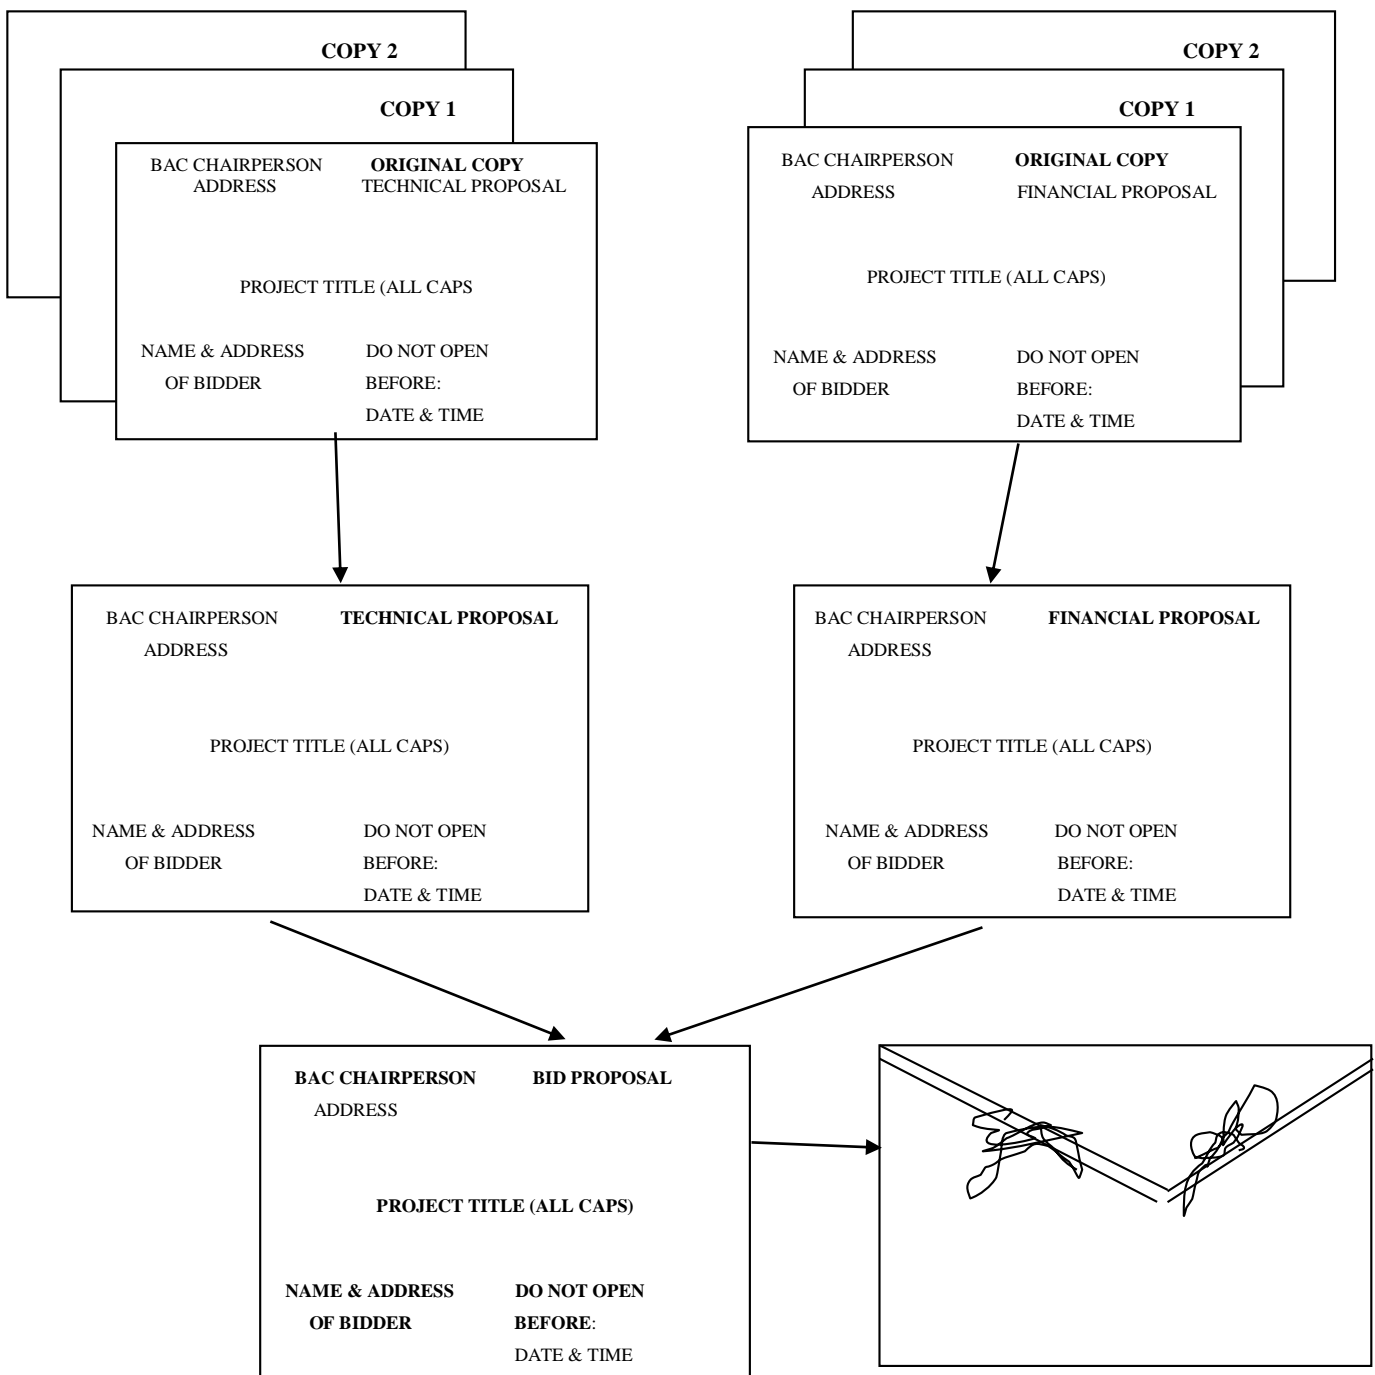 COPY 2
COPY 1
BAC CHAIRPERSON ORIGINAL COPY
ADDRESS TECHNICAL PROPOSAL
PROJECT TITLE (ALL CAPS
NAME & ADDRESS DO NOT OPEN
OF BIDDER BEFORE:
DATE & TIME
COPY 2
COPY 1
BAC CHAIRPERSON ORIGINAL COPY
ADDRESS FINANCIAL PROPOSAL
PROJECT TITLE (ALL CAPS)
NAME & ADDRESS DO NOT OPEN
OF BIDDER BEFORE:
DATE & TIME
BAC CHAIRPERSON TECHNICAL PROPOSAL
ADDRESS
PROJECT TITLE (ALL CAPS)
NAME & ADDRESS DO NOT OPEN
OF BIDDER BEFORE:
DATE & TIME
BAC CHAIRPERSON FINANCIAL PROPOSAL
ADDRESS
PROJECT TITLE (ALL CAPS)
NAME & ADDRESS DO NOT OPEN
OF BIDDER BEFORE:
DATE & TIME
BAC CHAIRPERSON BID PROPOSAL
ADDRESS
PROJECT TITLE (ALL CAPS)
NAME & ADDRESS DO NOT OPEN
OF BIDDER BEFORE:
DATE & TIME